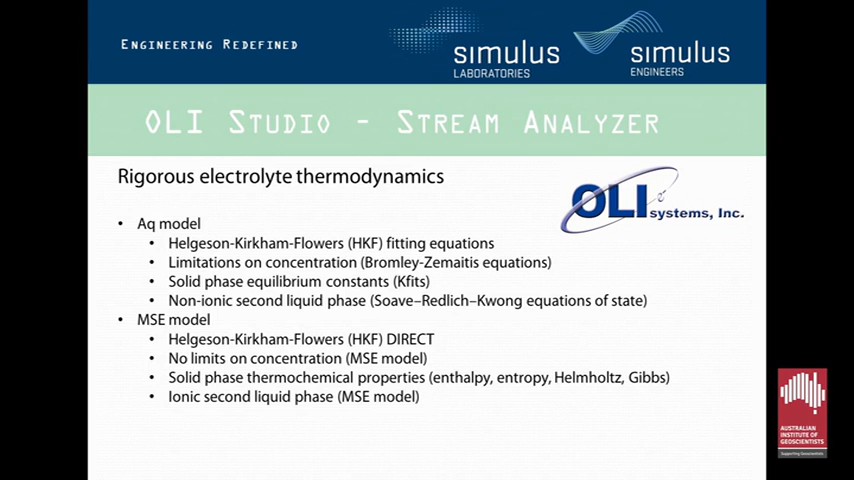 Engineering Redefined
simulus
LABORATORIES
simulus
ENGINEERS
OLI Studio - Stream Analyzer
Rigorous electrolyte thermodynamics
OLI systems, Inc.
• Aq model
• Helgeson-Kirkham-Flowers (HKF) fitting equations
• Limitations on concentration (Bromley-Zemaitis equations)
• Solid phase equilibrium constants (Kfits)
• Non-ionic second liquid phase (Soave–Redlich–Kwong equations of state)
• MSE model
• Helgeson-Kirkham-Flowers (HKF) DIRECT
• No limits on concentration (MSE model)
• Solid phase thermochemical properties (enthalpy, entropy, Helmholtz, Gibbs)
• Ionic second liquid phase (MSE model)
AUSTRALIAN
INSTITUTE OF
GEOSCIENTISTS
Supporting Geoscientists